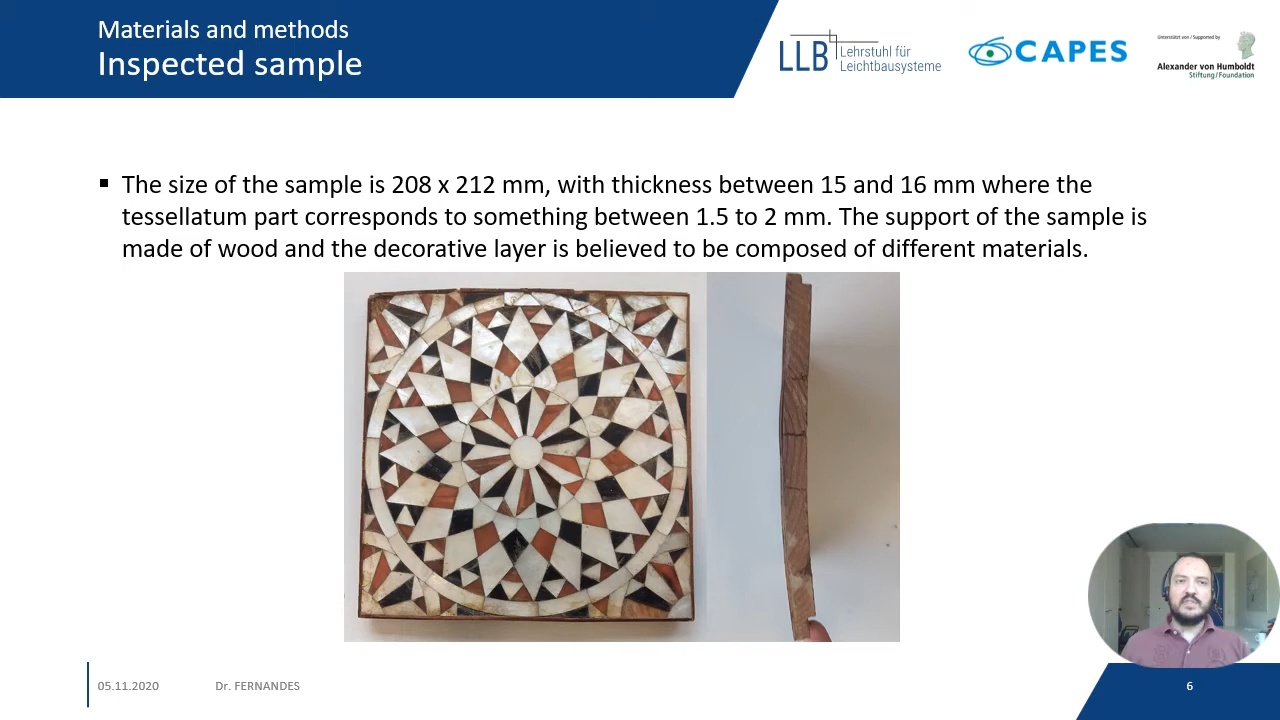 Materials and methods
Inspected sample
LLB Lehrstuhl für
Leichtbausysteme
CAPES
Unterstützt von / Supported by
Alexander von Humboldt
Stiftung/Foundation
▪ The size of the sample is 208 x 212 mm, with thickness between 15 and 16 mm where the
tessellatum part corresponds to something between 1.5 to 2 mm. The support of the sample is
made of wood and the decorative layer is believed to be composed of different materials.
05.11.2020
Dr. FERNANDES
6